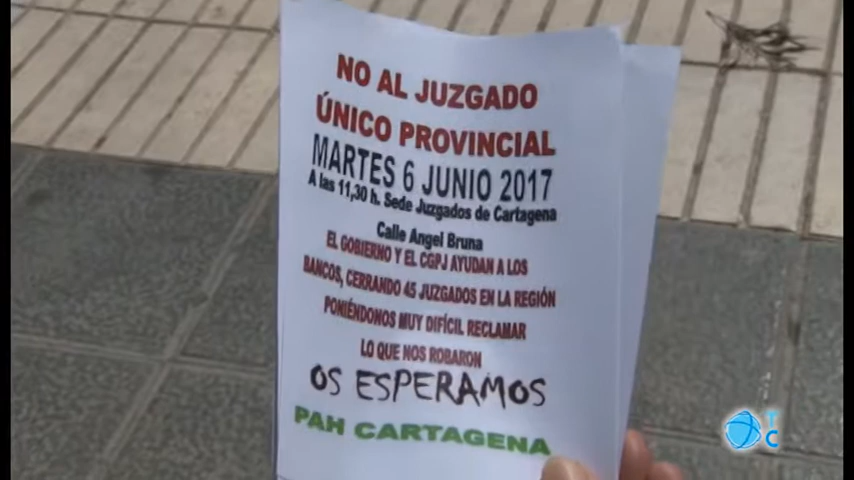 NO AL JUZGADO
ÚNICO PROVINCIAL
MARTES 6 JUNIO 2017
A las 11,30 h. Sede Juzgados de Cartagena
Calle Angel Bruna
EL GOBIERNO Y EL CGPJ AYUDAN A LOS
BANCOS, CERRANDO 45 JUZGADOS EN LA REGIÓN
PONIÉNDONOS MUY DIFÍCIL RECLAMAR
LO QUE NOS ROBARON
OS ESPERAMOS
PAH CARTAGENA
TC